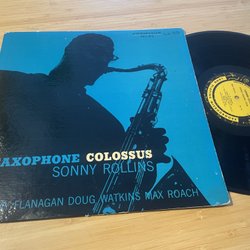 AXOPHONE COLOSSUS
SONNY ROLLINS
FLANAGAN DOUG WATKINS MAX ROACH